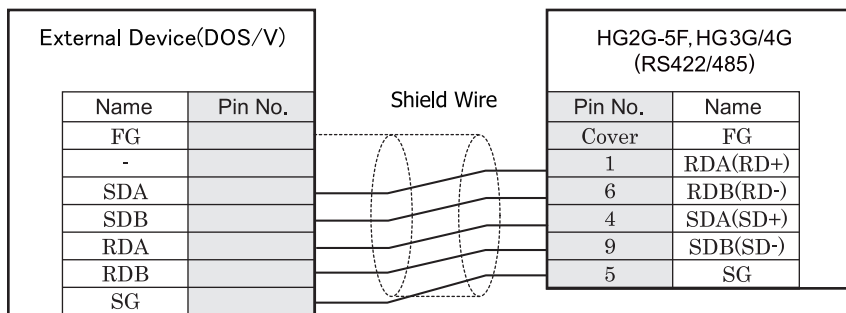 External Device(DOS/V)
Name Pin No.
FG
-
SDA
SDB
RDA
RDB
SG
Shield Wire
HG2G-5F, HG3G/4G
(RS422/485)
Pin No. Name
Cover FG
1 RDA(RD+)
6 RDB(RD-)
4 SDA(SD+)
9 SDB(SD-)
5 SG